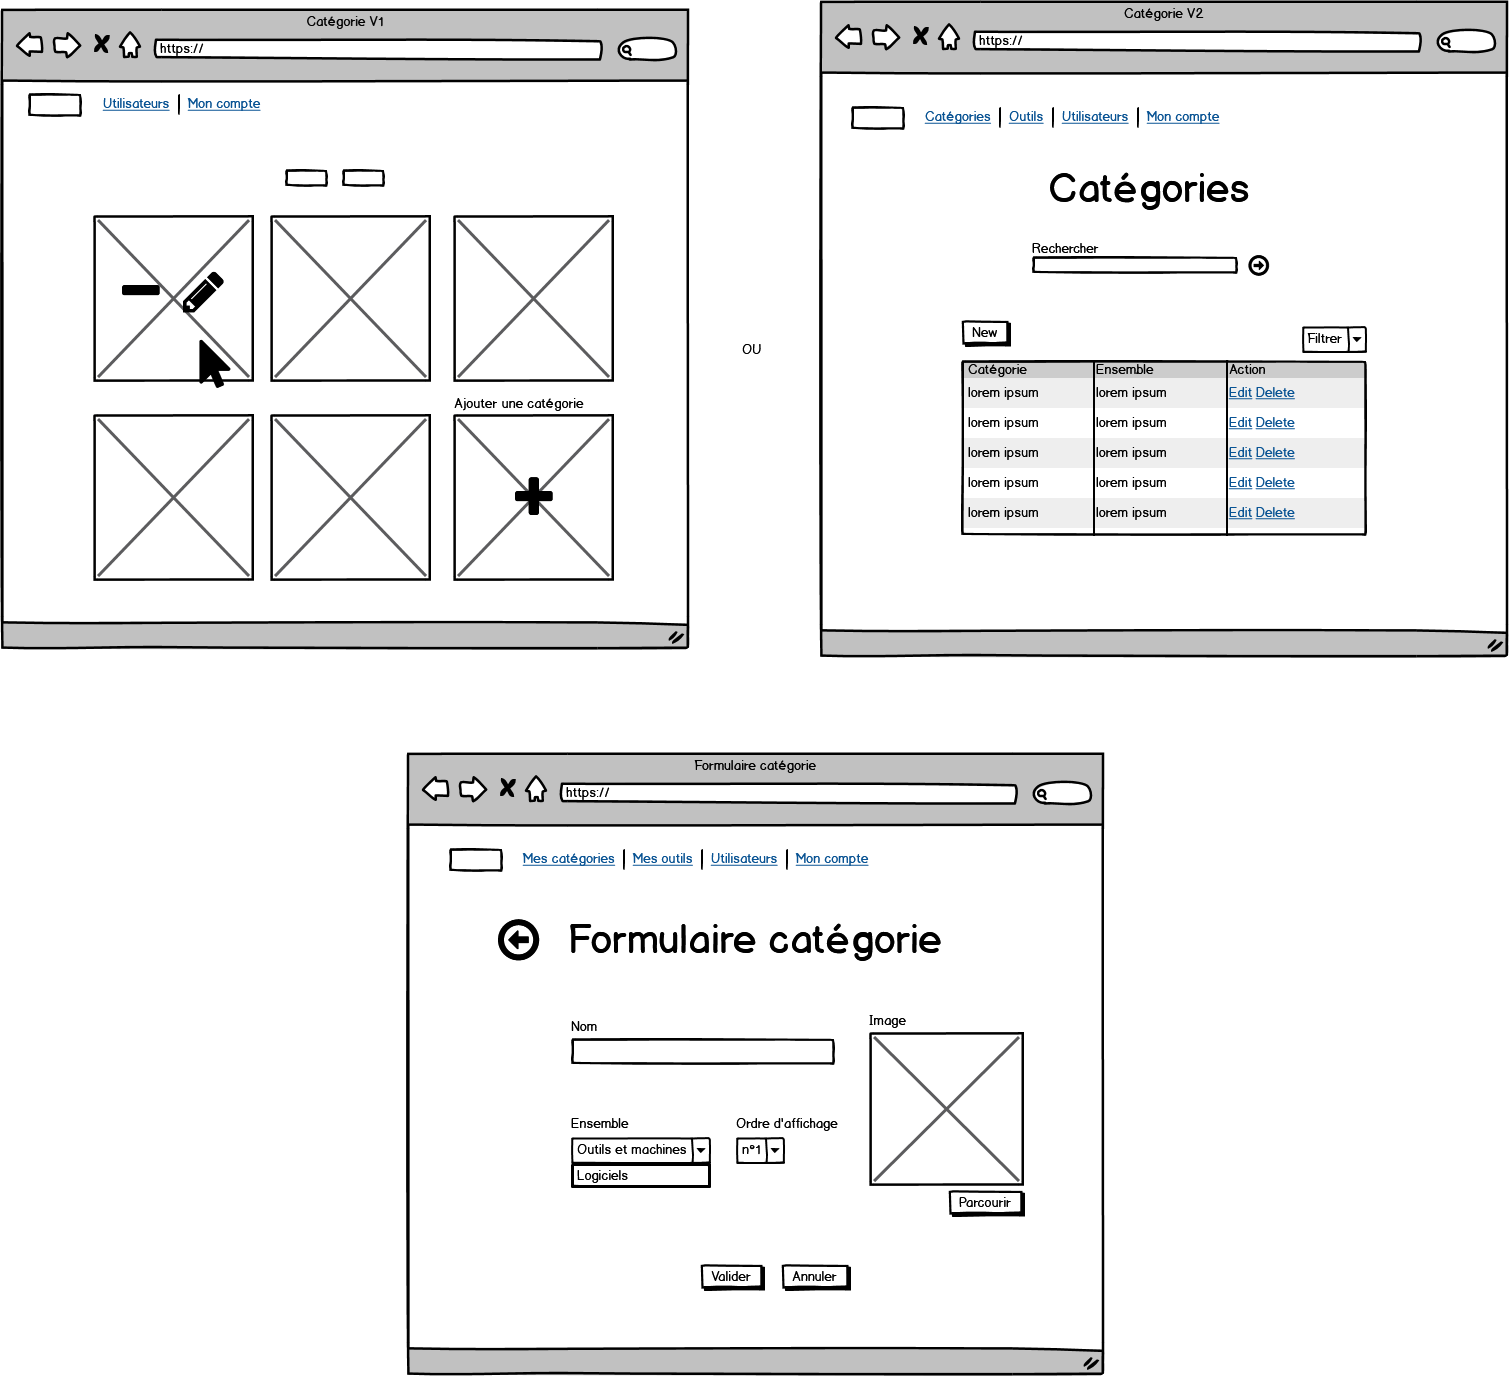 Catégorie V1
https://
Utilisateurs
Mon compte
Ajouter une catégorie
OU
Catégorie V2
https://
Catégories
Outils
Utilisateurs
Mon compte
Catégories
Rechercher
New
Filtrer
Catégorie Ensemble Action
lorem ipsum lorem ipsum Edit Delete
lorem ipsum lorem ipsum Edit Delete
lorem ipsum lorem ipsum Edit Delete
lorem ipsum lorem ipsum Edit Delete
lorem ipsum lorem ipsum Edit Delete
Formulaire catégorie
https://
Mes catégories
Mes outils
Utilisateurs
Mon compte
Formulaire catégorie
Nom
Image
Ensemble
Ordre d'affichage
Outils et machines
n°1
Logiciels
Parcourir
Valider
Annuler